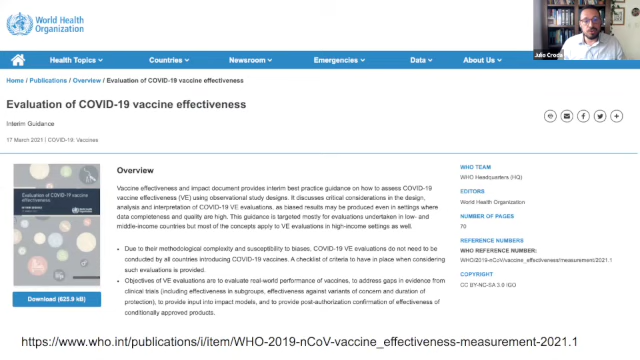 World Health
Organization
Health Topics
Countries
Newsroom
Emergencies
Data
About Us
Julio Croda
Home / Publications / Overview / Evaluation of COVID-19 vaccine effectiveness
Evaluation of COVID-19 vaccine effectiveness
Interim Guidance
17 March 2021 | COVID-19: Vaccines
Evaluation of COVID-19 vaccine
effectiveness
Download (625.9 kB)
Overview
Vaccine effectiveness and impact document provides interim best practice guidance on how to assess COVID-19
vaccine effectiveness (VE) using observational study designs. It discusses critical considerations in the design,
analysis and interpretation of COVID-19 VE evaluations, as biased results may be produced even in settings where
data completeness and quality are high. This guidance is targeted mostly for evaluations undertaken in low- and
middle-income countries but most of the concepts apply to VE evaluations in high-income settings as well.
• Due to their methodological complexity and susceptibility to biases, COVID-19 VE evaluations do not need to be
conducted by all countries introducing COVID-19 vaccines. A checklist of criteria to have in place when considering
such evaluations is provided.
• Objectives of VE evaluations are to evaluate real-world performance of vaccines, to address gaps in evidence from
clinical trials (including effectiveness in subgroups, effectiveness against variants of concern and duration of
protection), to provide input into impact models, and to provide post-authorization confirmation of effectiveness of
conditionally approved products.
WHO TEAM
WHO Headquarters (HQ)
EDITORS
World Health Organization
NUMBER OF PAGES
70
REFERENCE NUMBERS
WHO REFERENCE NUMBER:
WHO/2019-nCoV/vaccine_effectiveness/measurement/2021.1
COPYRIGHT
CC BY-NC-SA 3.0 IGO
https://www.who.int/publications/i/item/WHO-2019-nCoV-vaccine_effectiveness-measurement-2021.1